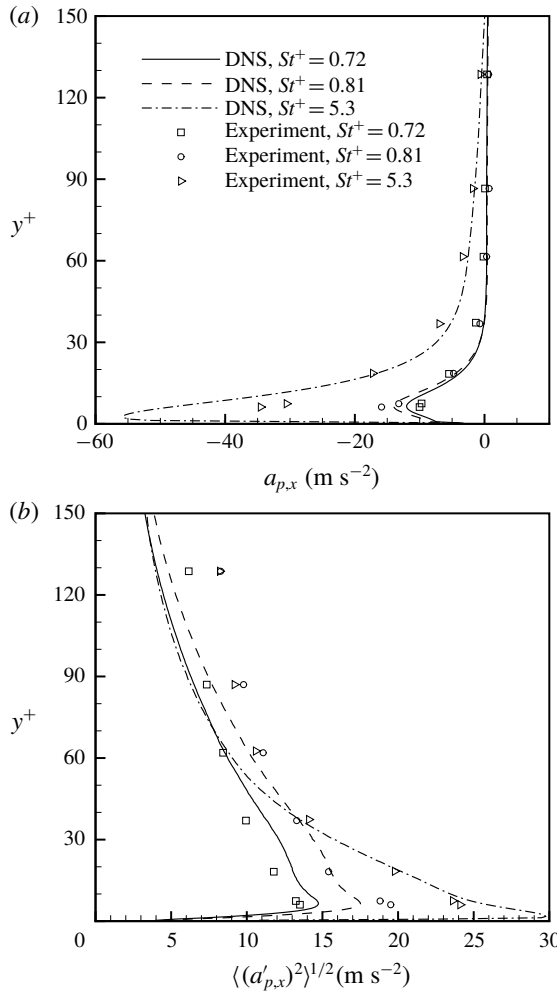 (a)
150
120
90
60
30
0
y+
DNS, St+ = 0.72
DNS, St+ = 0.81
DNS, St+ = 5.3
Experiment, St+ = 0.72
Experiment, St+ = 0.81
Experiment, St+ = 5.3
−60
−40
−20
0
a_{p,x} (m s−2)
(b)
150
120
90
60
30
0
y+
5
10
15
20
25
30
⟨(a′_{p,x})2⟩1/2(m s−2)